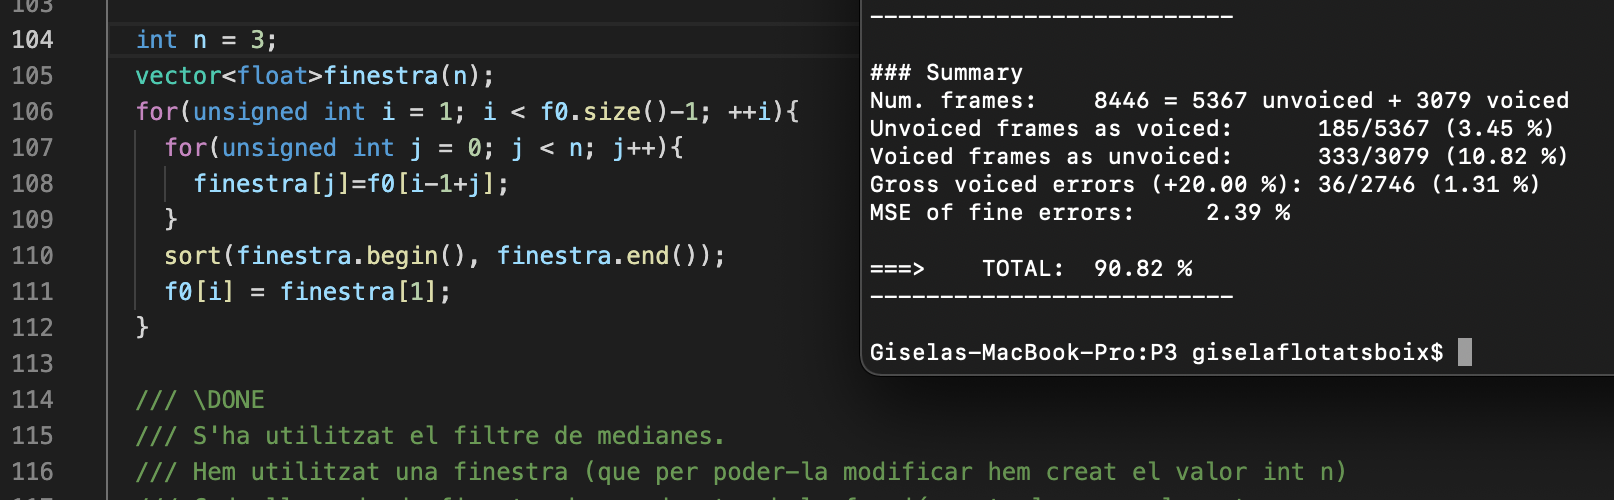 103
104 int n = 3;
105 vector<float>finestra(n);
106 for(unsigned int i = 1; i < f0.size()-1; ++i){
107 for(unsigned int j = 0; j < n; j++){
108 finestra[j]=f0[i-1+j];
109 }
110 sort(finestra.begin(), finestra.end());
111 f0[i] = finestra[1];
112 }
113
114 /// \DONE
115 /// S'ha utilitzat el filtre de medianes.
116 /// Hem utilitzat una finestra (que per poder-la modificar hem creat el valor int n)
---------------------------
### Summary
Num. frames: 8446 = 5367 unvoiced + 3079 voiced
Unvoiced frames as voiced: 185/5367 (3.45 %)
Voiced frames as unvoiced: 333/3079 (10.82 %)
Gross voiced errors (+20.00 %): 36/2746 (1.31 %)
MSE of fine errors: 2.39 %
===> TOTAL: 90.82 %
---------------------------
Giselas-MacBook-Pro:P3 giselaflotatsboix$